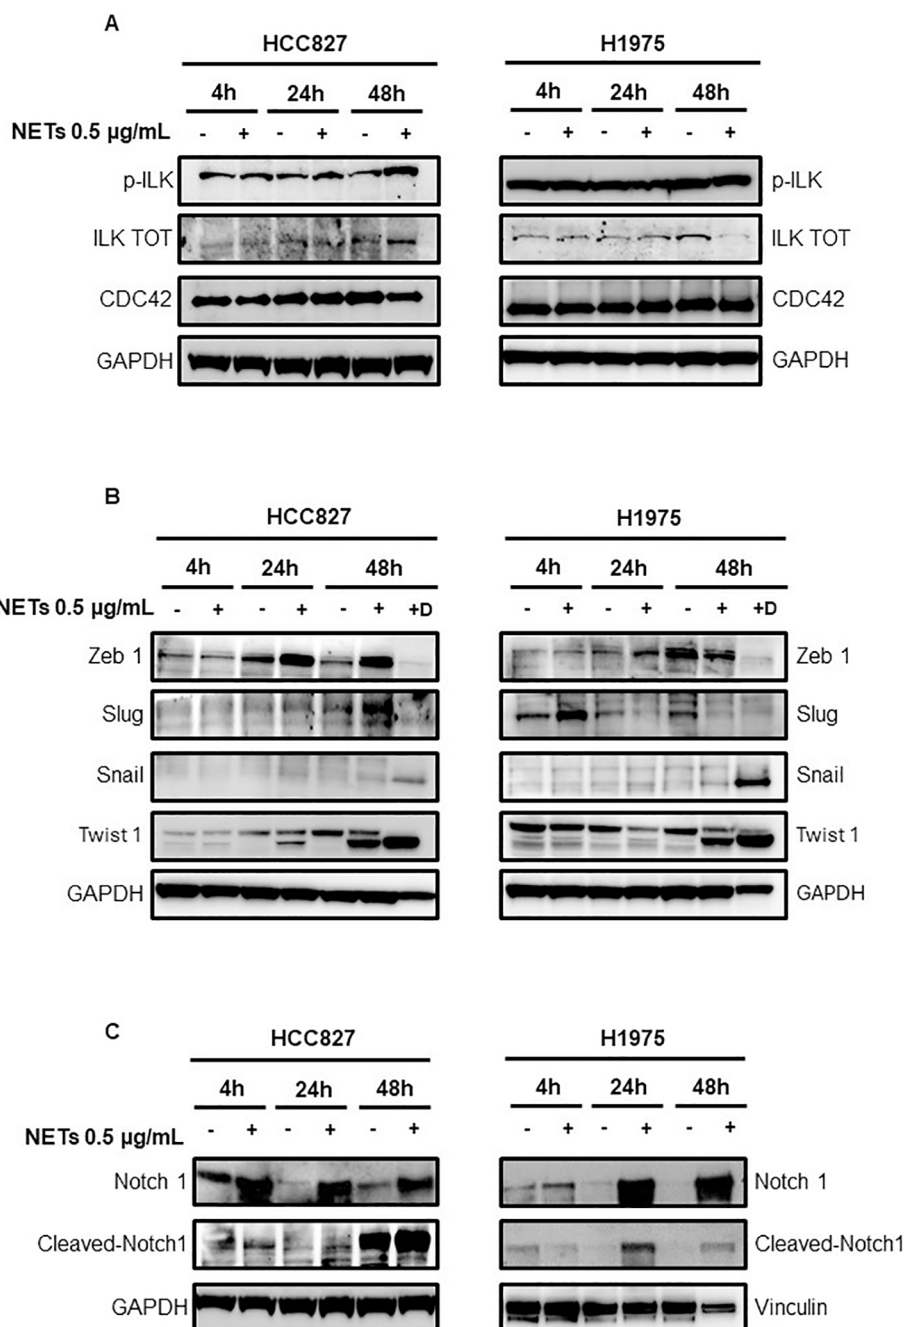 A
HCC827 H1975
4h 24h 48h 4h 24h 48h
NETs 0.5 µg/mL - + - + - + - + - + - +
p-ILK p-ILK
ILK TOT ILK TOT
CDC42 CDC42
GAPDH GAPDH
B
HCC827 H1975
4h 24h 48h 4h 24h 48h
NETs 0.5 µg/mL - + - + - + +D - + - + - + +D
Zeb 1 Zeb 1
Slug Slug
Snail Snail
Twist 1 Twist 1
GAPDH GAPDH
C
HCC827 H1975
4h 24h 48h 4h 24h 48h
NETs 0.5 µg/mL - + - + - + - + - + - +
Notch 1 Notch 1
Cleaved-Notch1 Cleaved-Notch1
GAPDH Vinculin